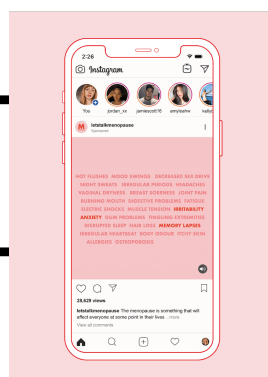 2:26
Instagram
You
jordan_xx
jamiescott16
amylashw
kelly
M
letstalkmenopause
Sponsored
HOT FLUSHES MOOD SWINGS DECREASED SEX DRIVE
NIGHT SWEATS IRREGULAR PERIODS HEADACHES
VAGINAL DRYNESS BREAST SORENESS JOINT PAIN
BURNING MOUTH DIGESTIVE PROBLEMS FATIGUE
ELECTRIC SHOCKS MUSCLE TENSION IRRITABILITY
ANXIETY GUM PROBLEMS TINGLING EXTREMITIES
DISRUPTED SLEEP HAIR LOSS MEMORY LAPSES
IRREGULAR HEARTBEAT BODY ODOUR ITCHY SKIN
ALLERGIES OSTEOPOROSIS
28,629 views
letstalkmenopause The menopause is something that will
affect everyone at some point in their lives ... more
View all comments